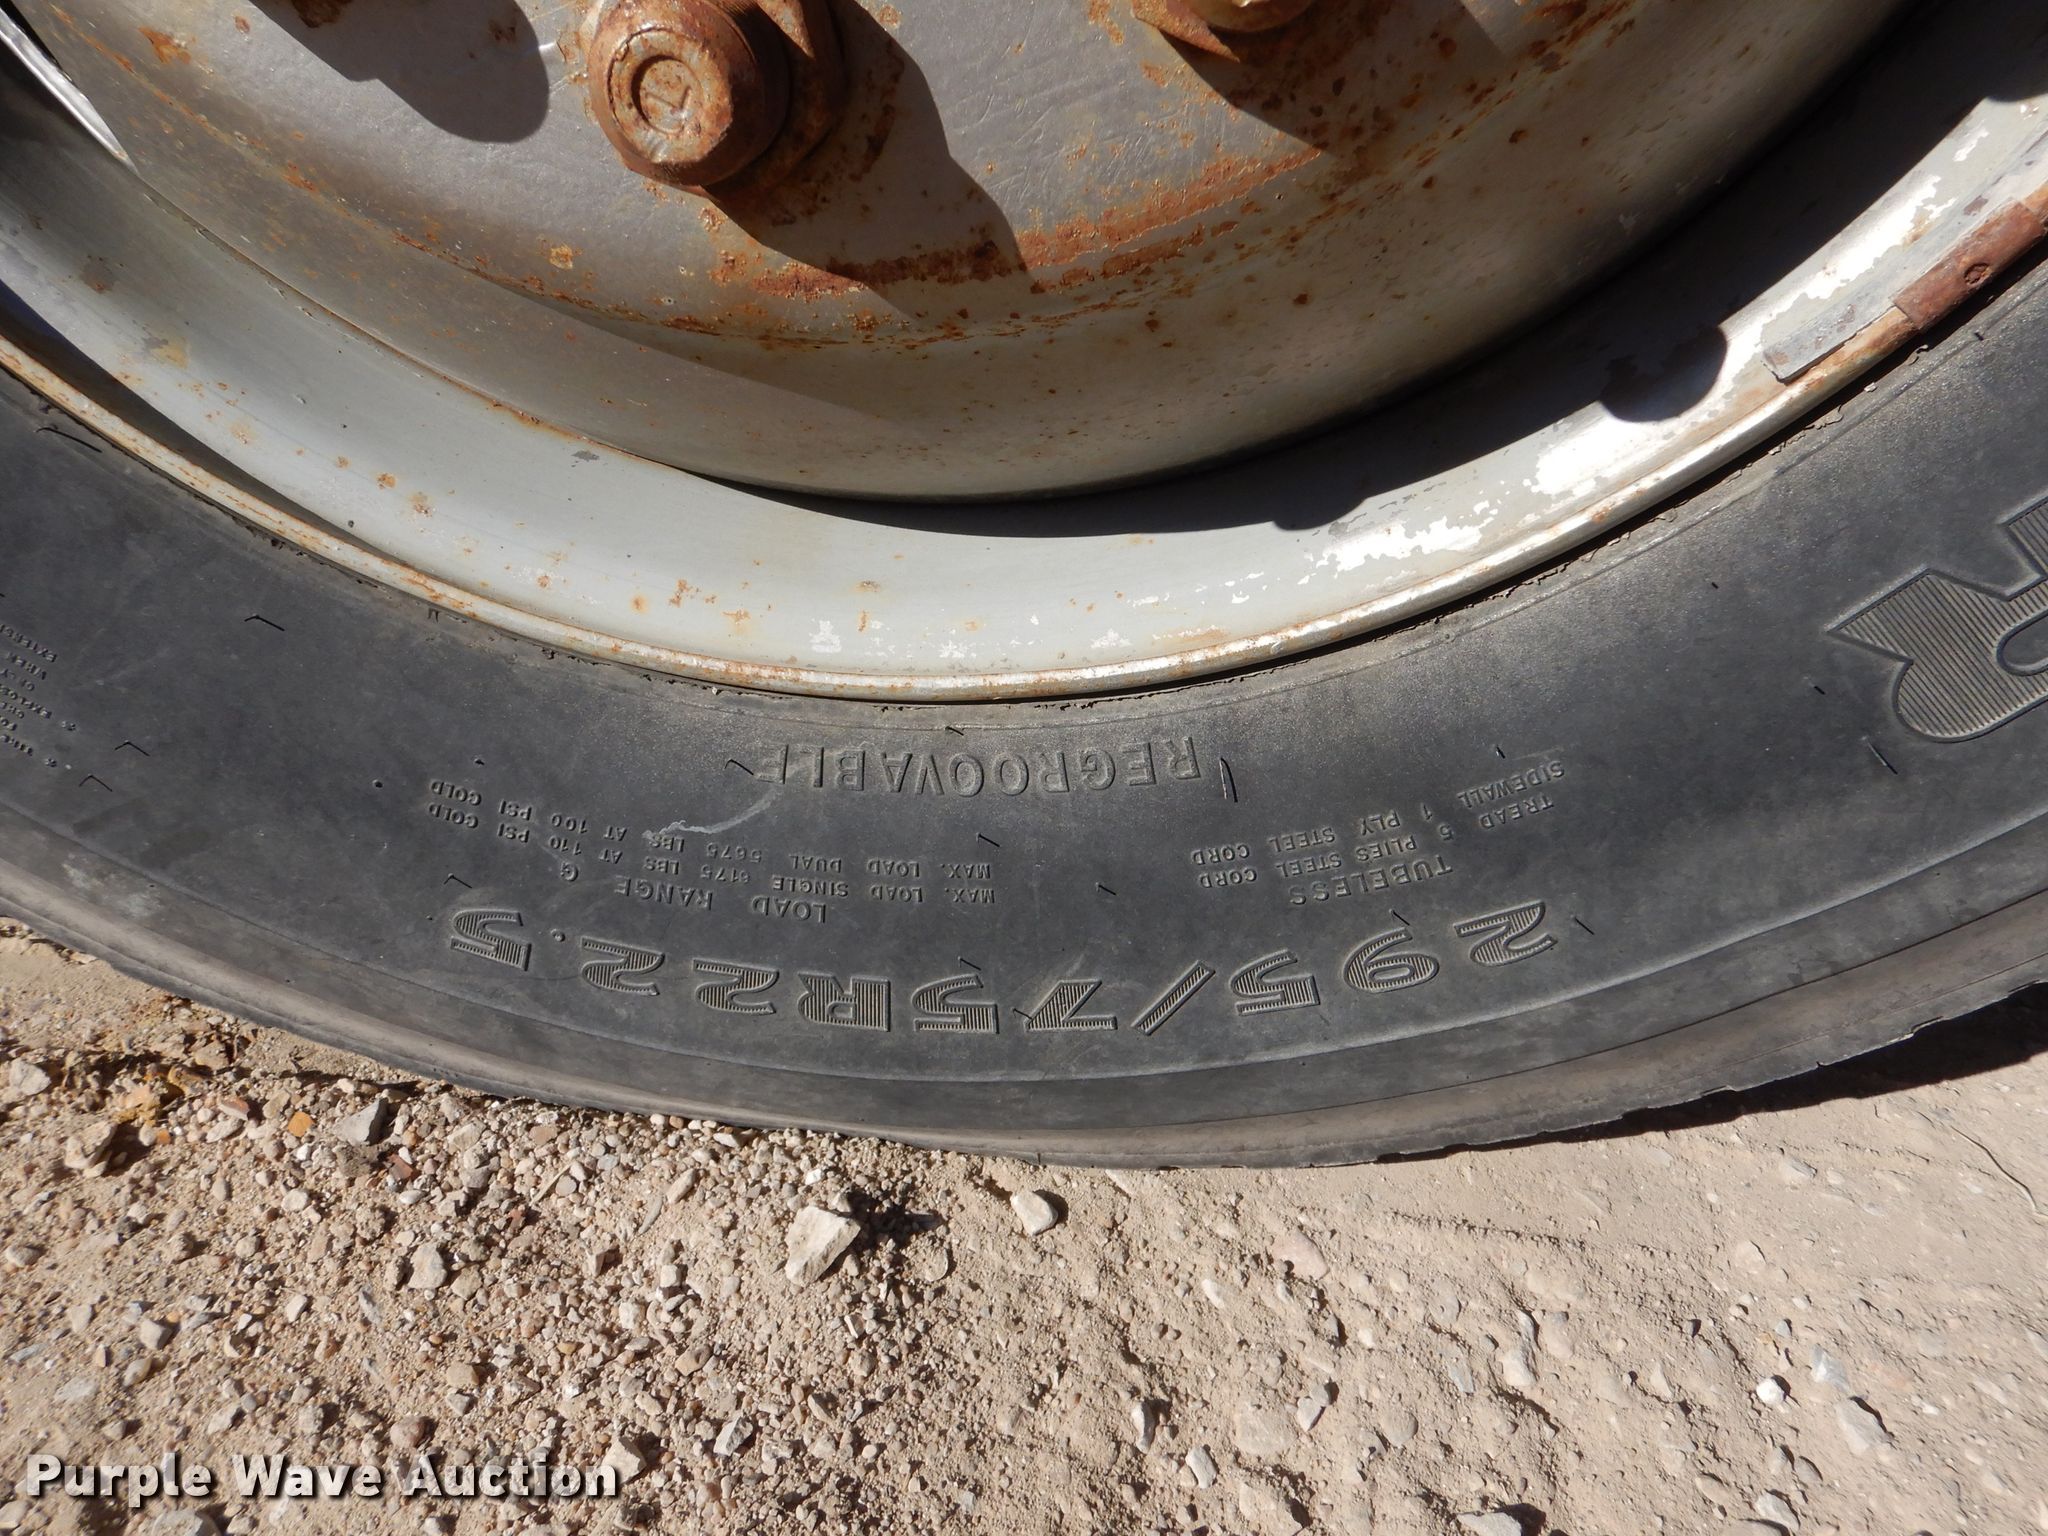 REGROOVABLE
TREAD 5 PLIES STEEL CORD
SIDEWALL 1 PLY STEEL CORD
TUBELESS
MAX. LOAD SINGLE 6175 LBS AT 110 PSI COLD
MAX. LOAD DUAL 5675 LBS AT 100 PSI COLD
LOAD RANGE G
295/75R22.5
R
Purple Wave Auction